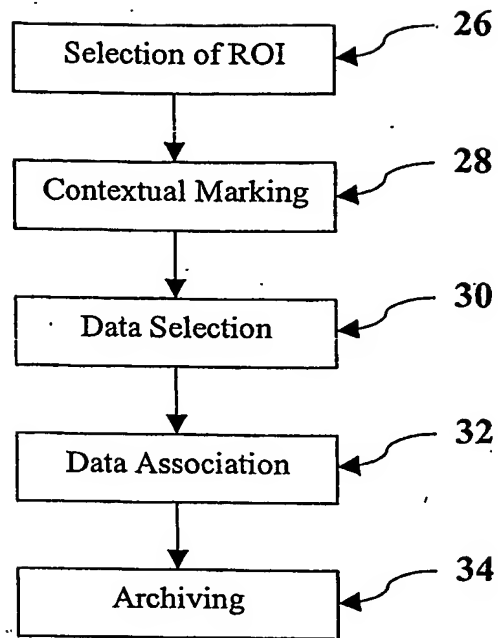 Selection of ROI
26
Contextual Marking
28
Data Selection
30
Data Association
32
Archiving
34